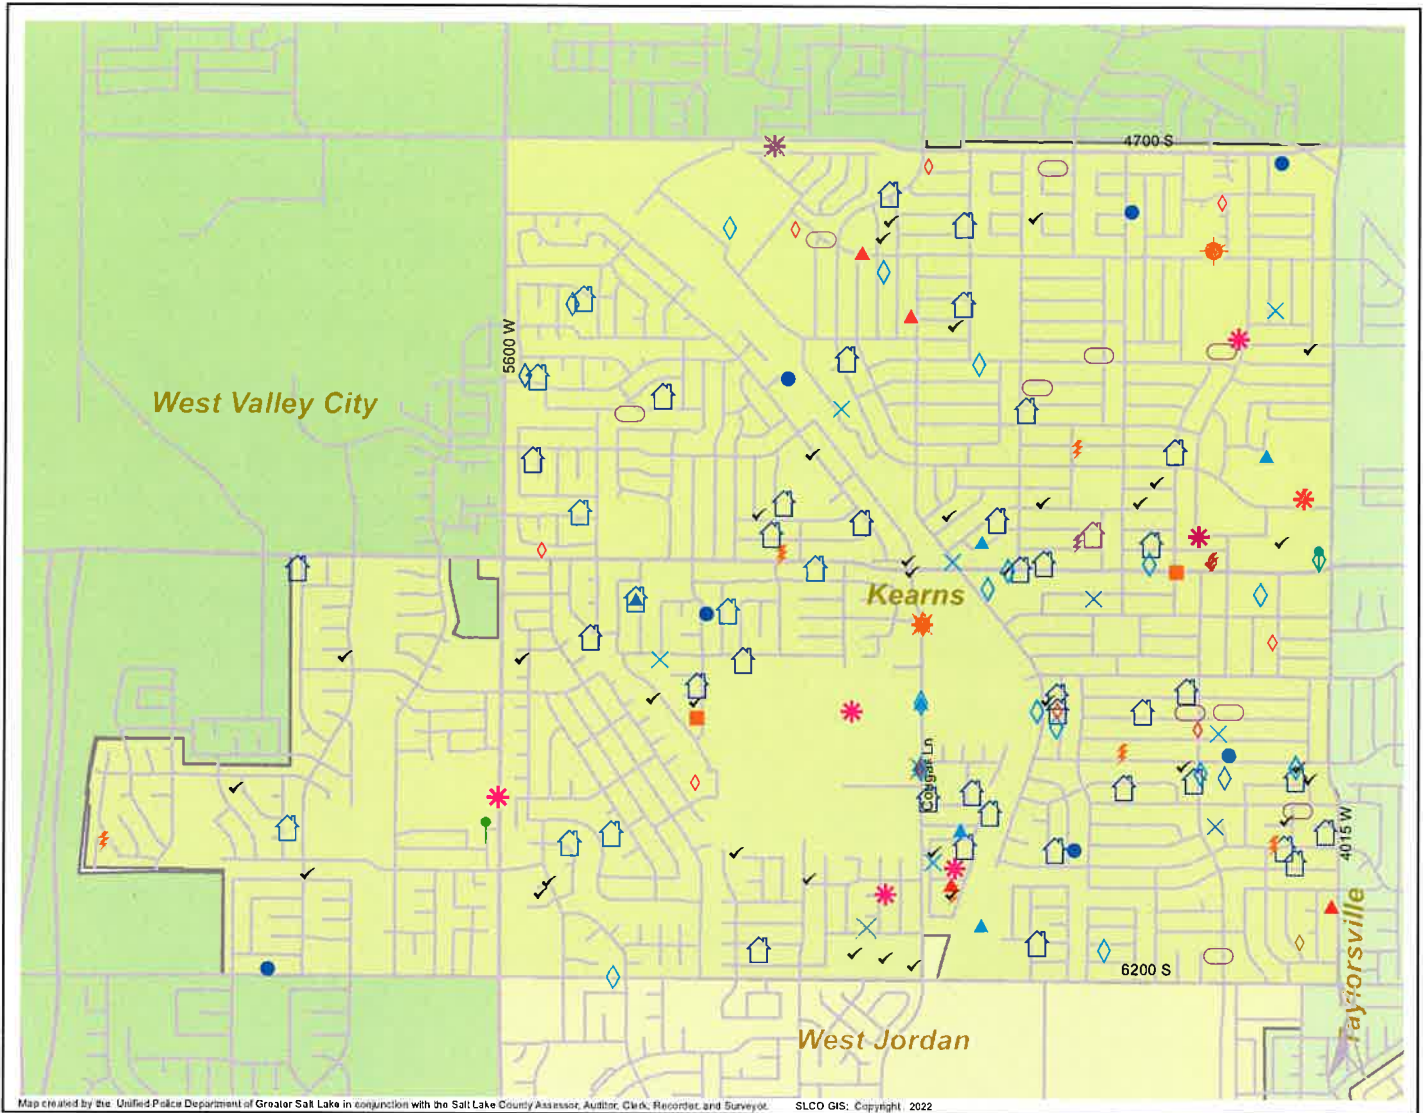 4700 S
5600 W
West Valley City
Kearns
Cougar Ln
4015 W
Taylorsville
6200 S
West Jordan
Map created by the Unified Police Department of Greater Salt Lake in conjunction with the Salt Lake County Assessor, Auditor, Clerk, Recorder, and Surveyor. SLCO GIS: Copyright, 2022